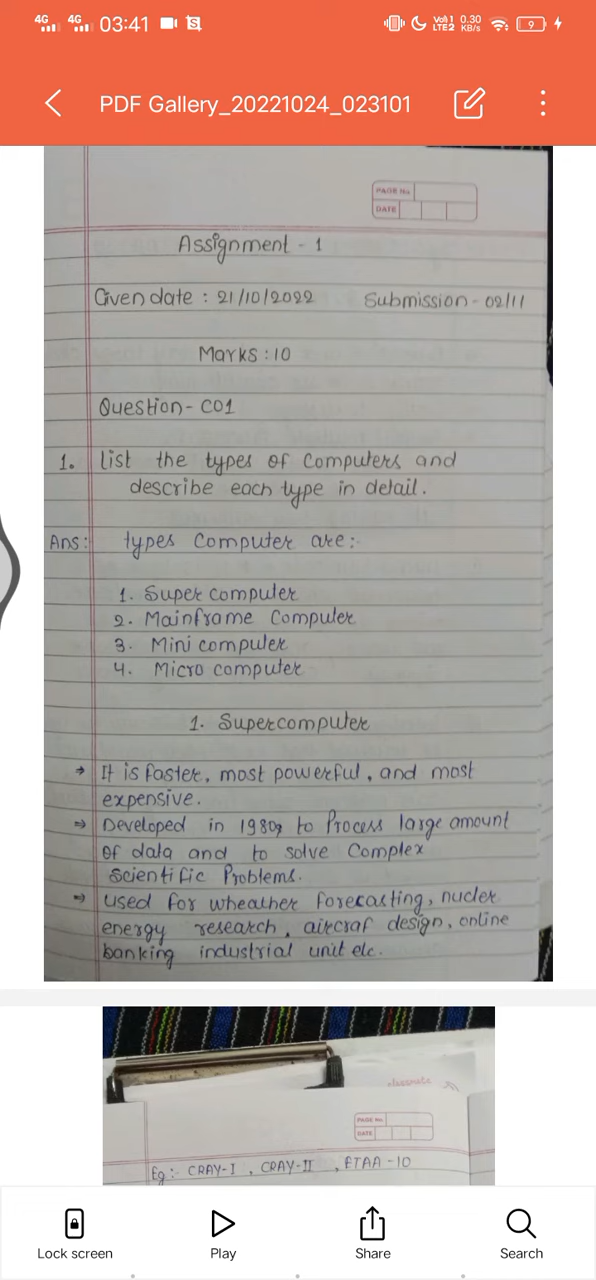 4G 4G 03:41 Vo)) 1 LTE2 0.30 KB/s 9
PDF Gallery_20221024_023101
PAGE No
DATE
Assignment - 1
Given date : 21/10/2022 Submission - 02/11
Marks : 10
Question - CO1
1. List the types of Computers and
describe each type in detail.
Ans: types Computer are:-
1. Super computer
2. Mainframe Computer
3. Mini computer
4. Micro computer
1. Supercomputer
→ It is faster, most powerful, and most
expensive.
⇒ Developed in 1980s to Process large amount
of data and to solve Complex
Scientific Problems.
⇒ used for wheather forecasting, nucler
energy research, aircraf design, online
banking industrial unit etc.
PAGE No.
DATE
Eg:- CRAY-I, CRAY-II, ETAA-10
Lock screen Play Share Search